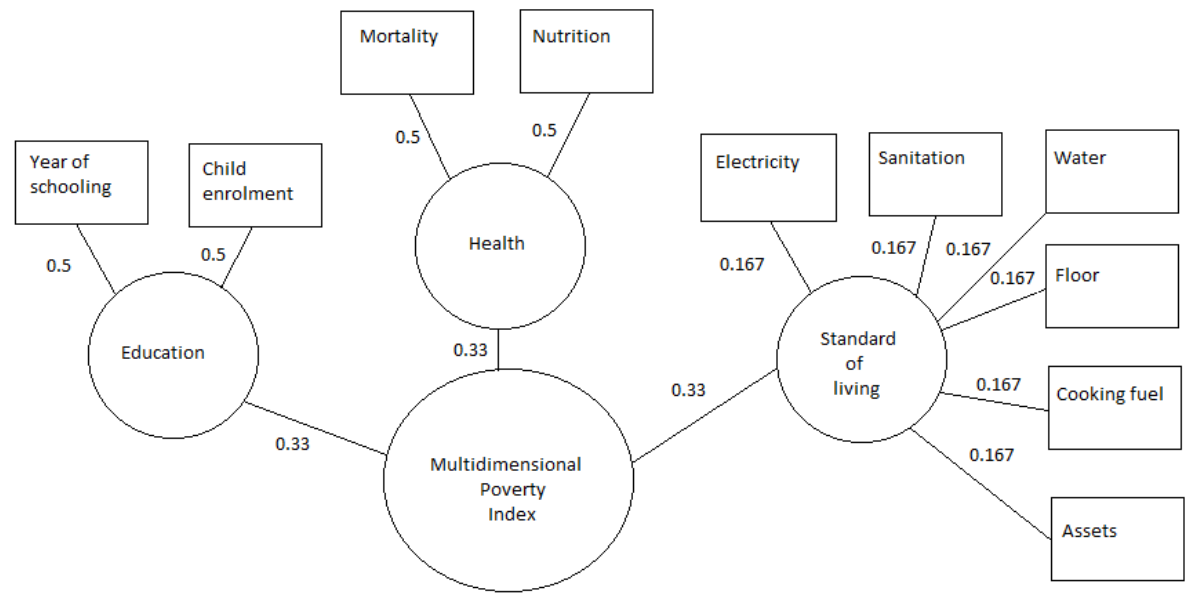 Mortality
Nutrition
0.5
0.5
Year of
schooling
Child
enrolment
0.5
0.5
Electricity
Sanitation
Water
0.167
0.167
0.167
Floor
0.167
Health
Education
Standard
of
living
0.33
0.33
0.33
0.167
Cooking fuel
0.167
Assets
Multidimensional
Poverty
Index